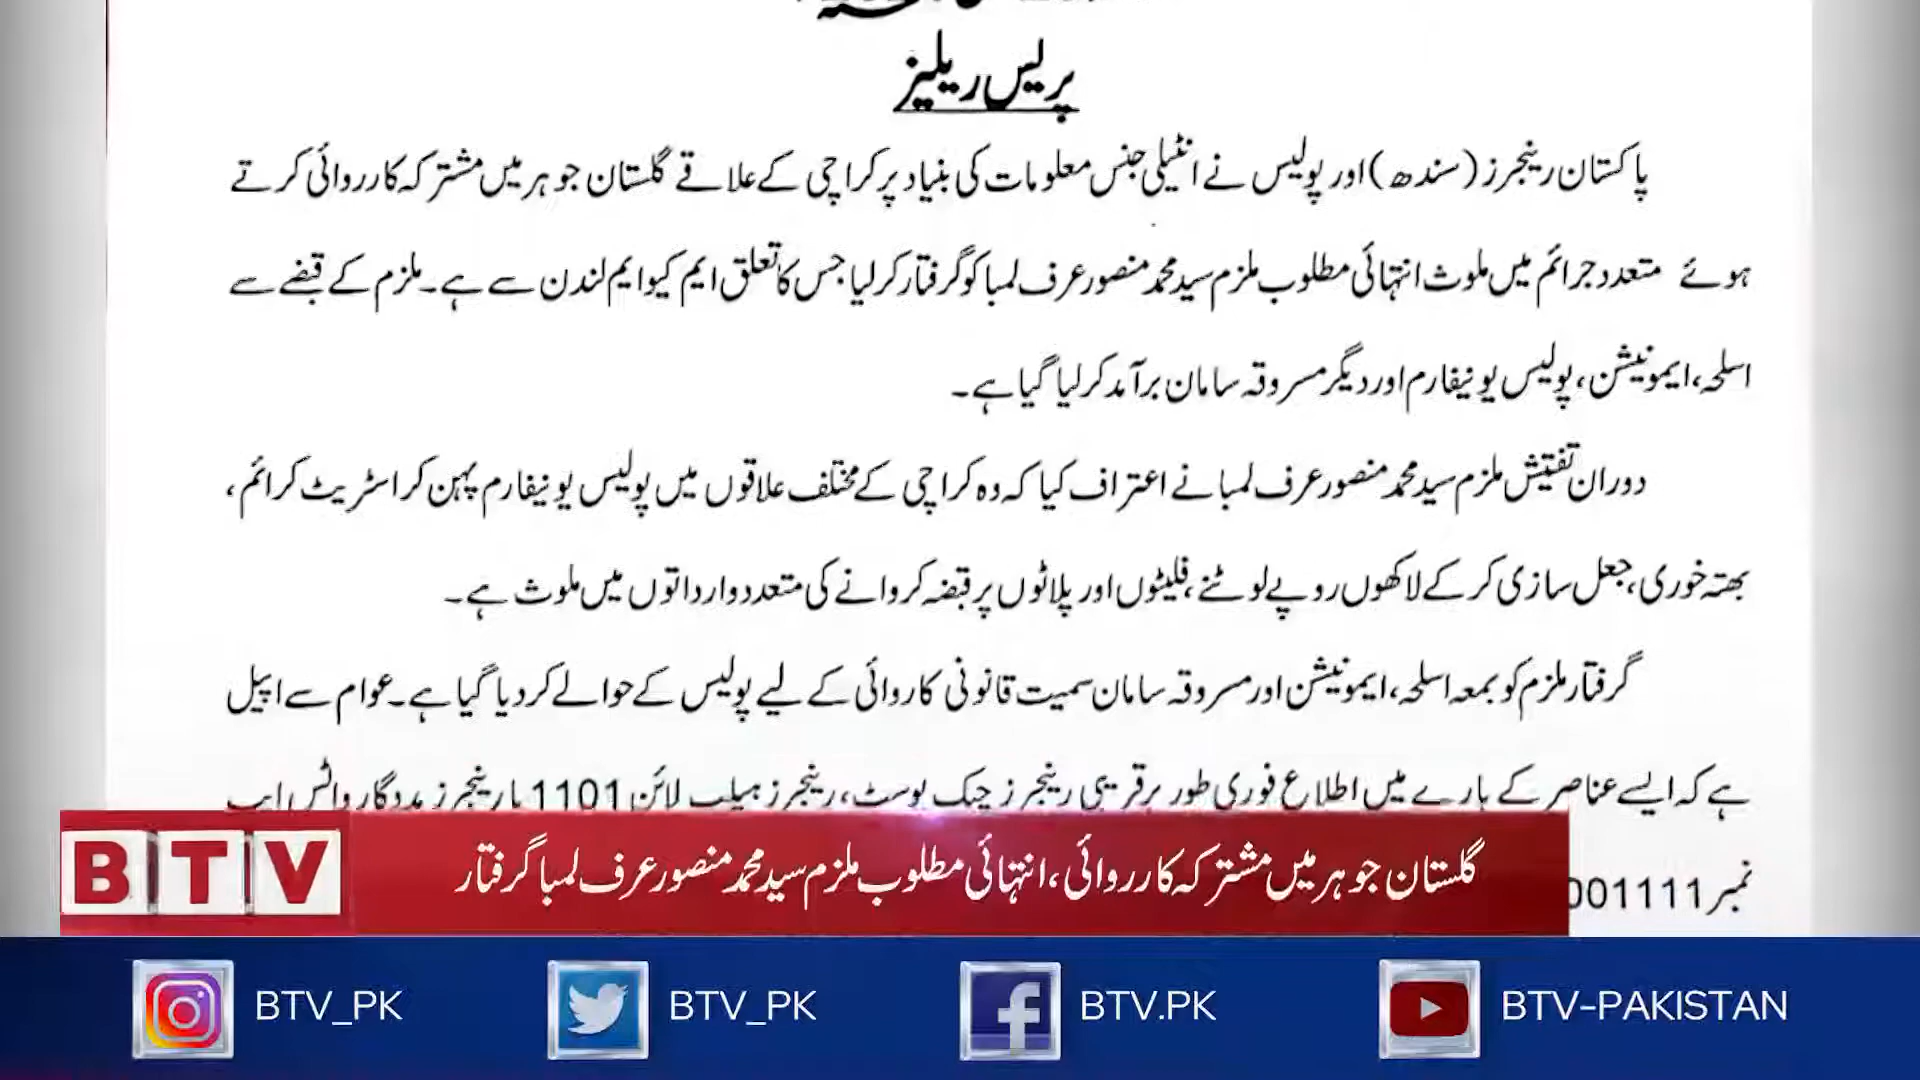 پریس ریلیز
پاکستان رینجرز (سندھ) اور پولیس نے انٹیلی جنس معلومات کی بنیاد پر کراچی کے علاقے گلستان جوہر میں مشترکہ کارروائی کرتے
ہوئے متعدد جرائم میں ملوث انتہائی مطلوب ملزم سید محمد منصور عرف لمبا کو گرفتار کر لیا جس کا تعلق ایم کیو ایم لندن سے ہے۔ ملزم کے قبضے سے
اسلحہ، ایمونیشن، پولیس یونیفارم اور دیگر مسروقہ سامان برآمد کر لیا گیا ہے۔
دوران تفتیش ملزم سید محمد منصور عرف لمبا نے اعتراف کیا کہ وہ کراچی کے مختلف علاقوں میں پولیس یونیفارم پہن کر اسٹریٹ کرائم،
بھتہ خوری، جعل سازی کر کے لاکھوں روپے لوٹنے، فلیٹوں اور پلاٹوں پر قبضہ کروانے کی متعدد وارداتوں میں ملوث ہے۔
گرفتار ملزم کو بمعہ اسلحہ، ایمونیشن اور مسروقہ سامان سمیت قانونی کاروائی کے لیے پولیس کے حوالے کر دیا گیا ہے۔ عوام سے اپیل
ہے کہ ایسے عناصر کے بارے میں اطلاع فوری طور پر قریبی رینجرز چیک پوسٹ، رینجرز ہیلپ لائن 1101 یا رینجرز مددگار واٹس ایپ
نمبر 001111
BTV
گلستان جوہر میں مشترکہ کارروائی، انتہائی مطلوب ملزم سید محمد منصور عرف لمبا گرفتار
BTV_PK
BTV_PK
BTV.PK
BTV-PAKISTAN